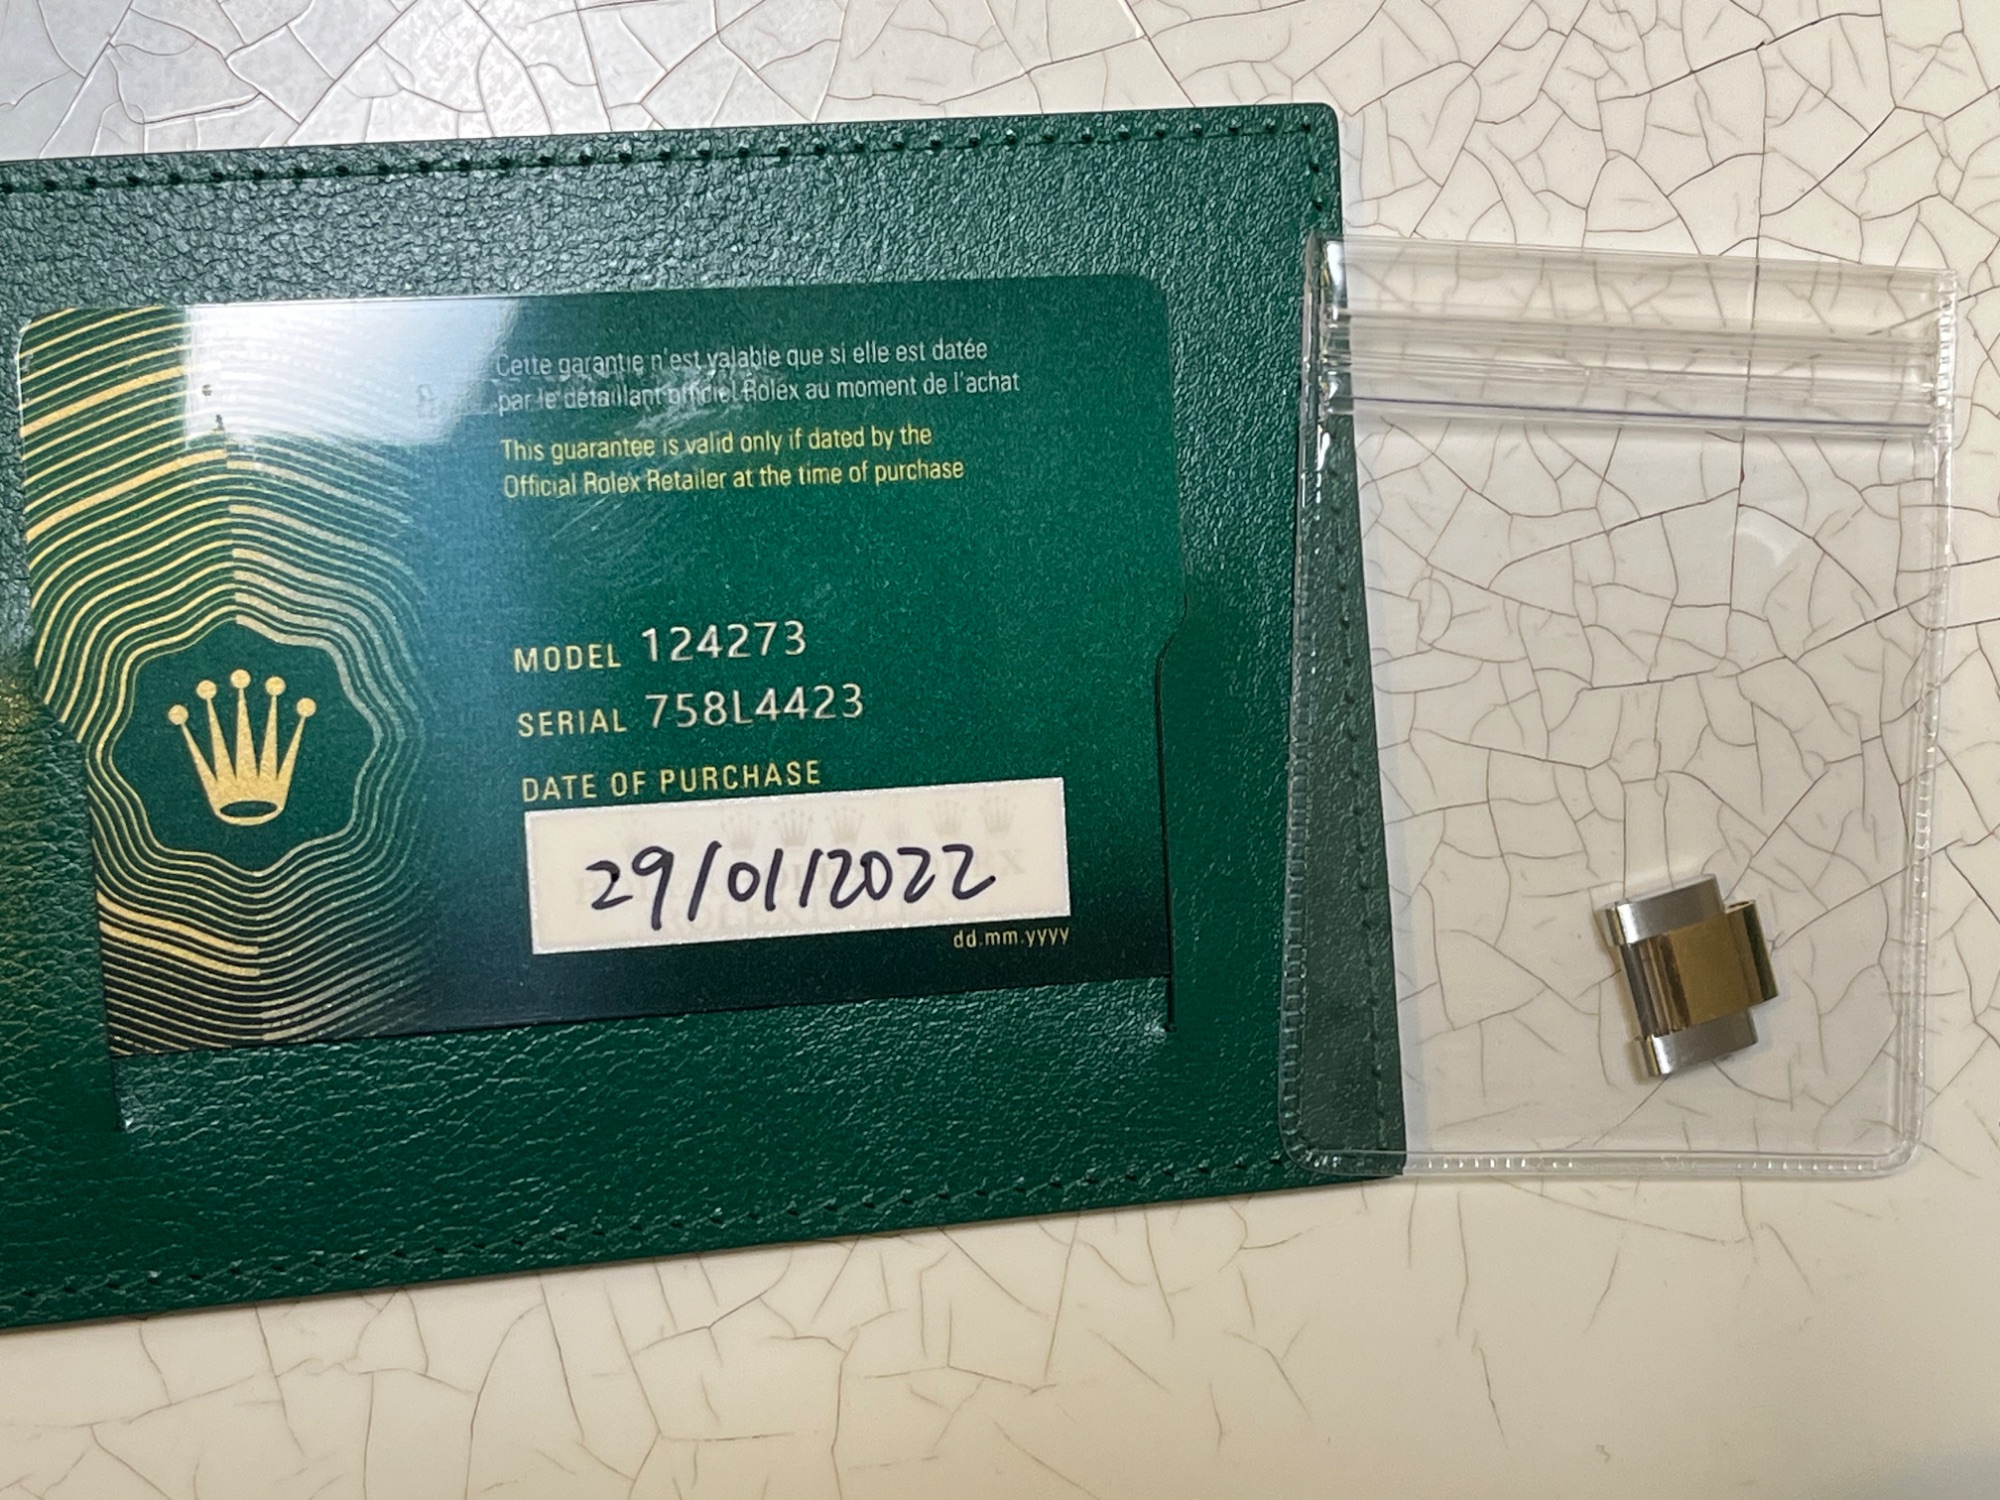 Cette garantie n'est valable que si elle est datée
par le détaillant officiel Rolex au moment de l'achat
This guarantee is valid only if dated by the
Official Rolex Retailer at the time of purchase
MODEL 124273
SERIAL 758L4423
DATE OF PURCHASE
29/01/2022
dd.mm.yyyy